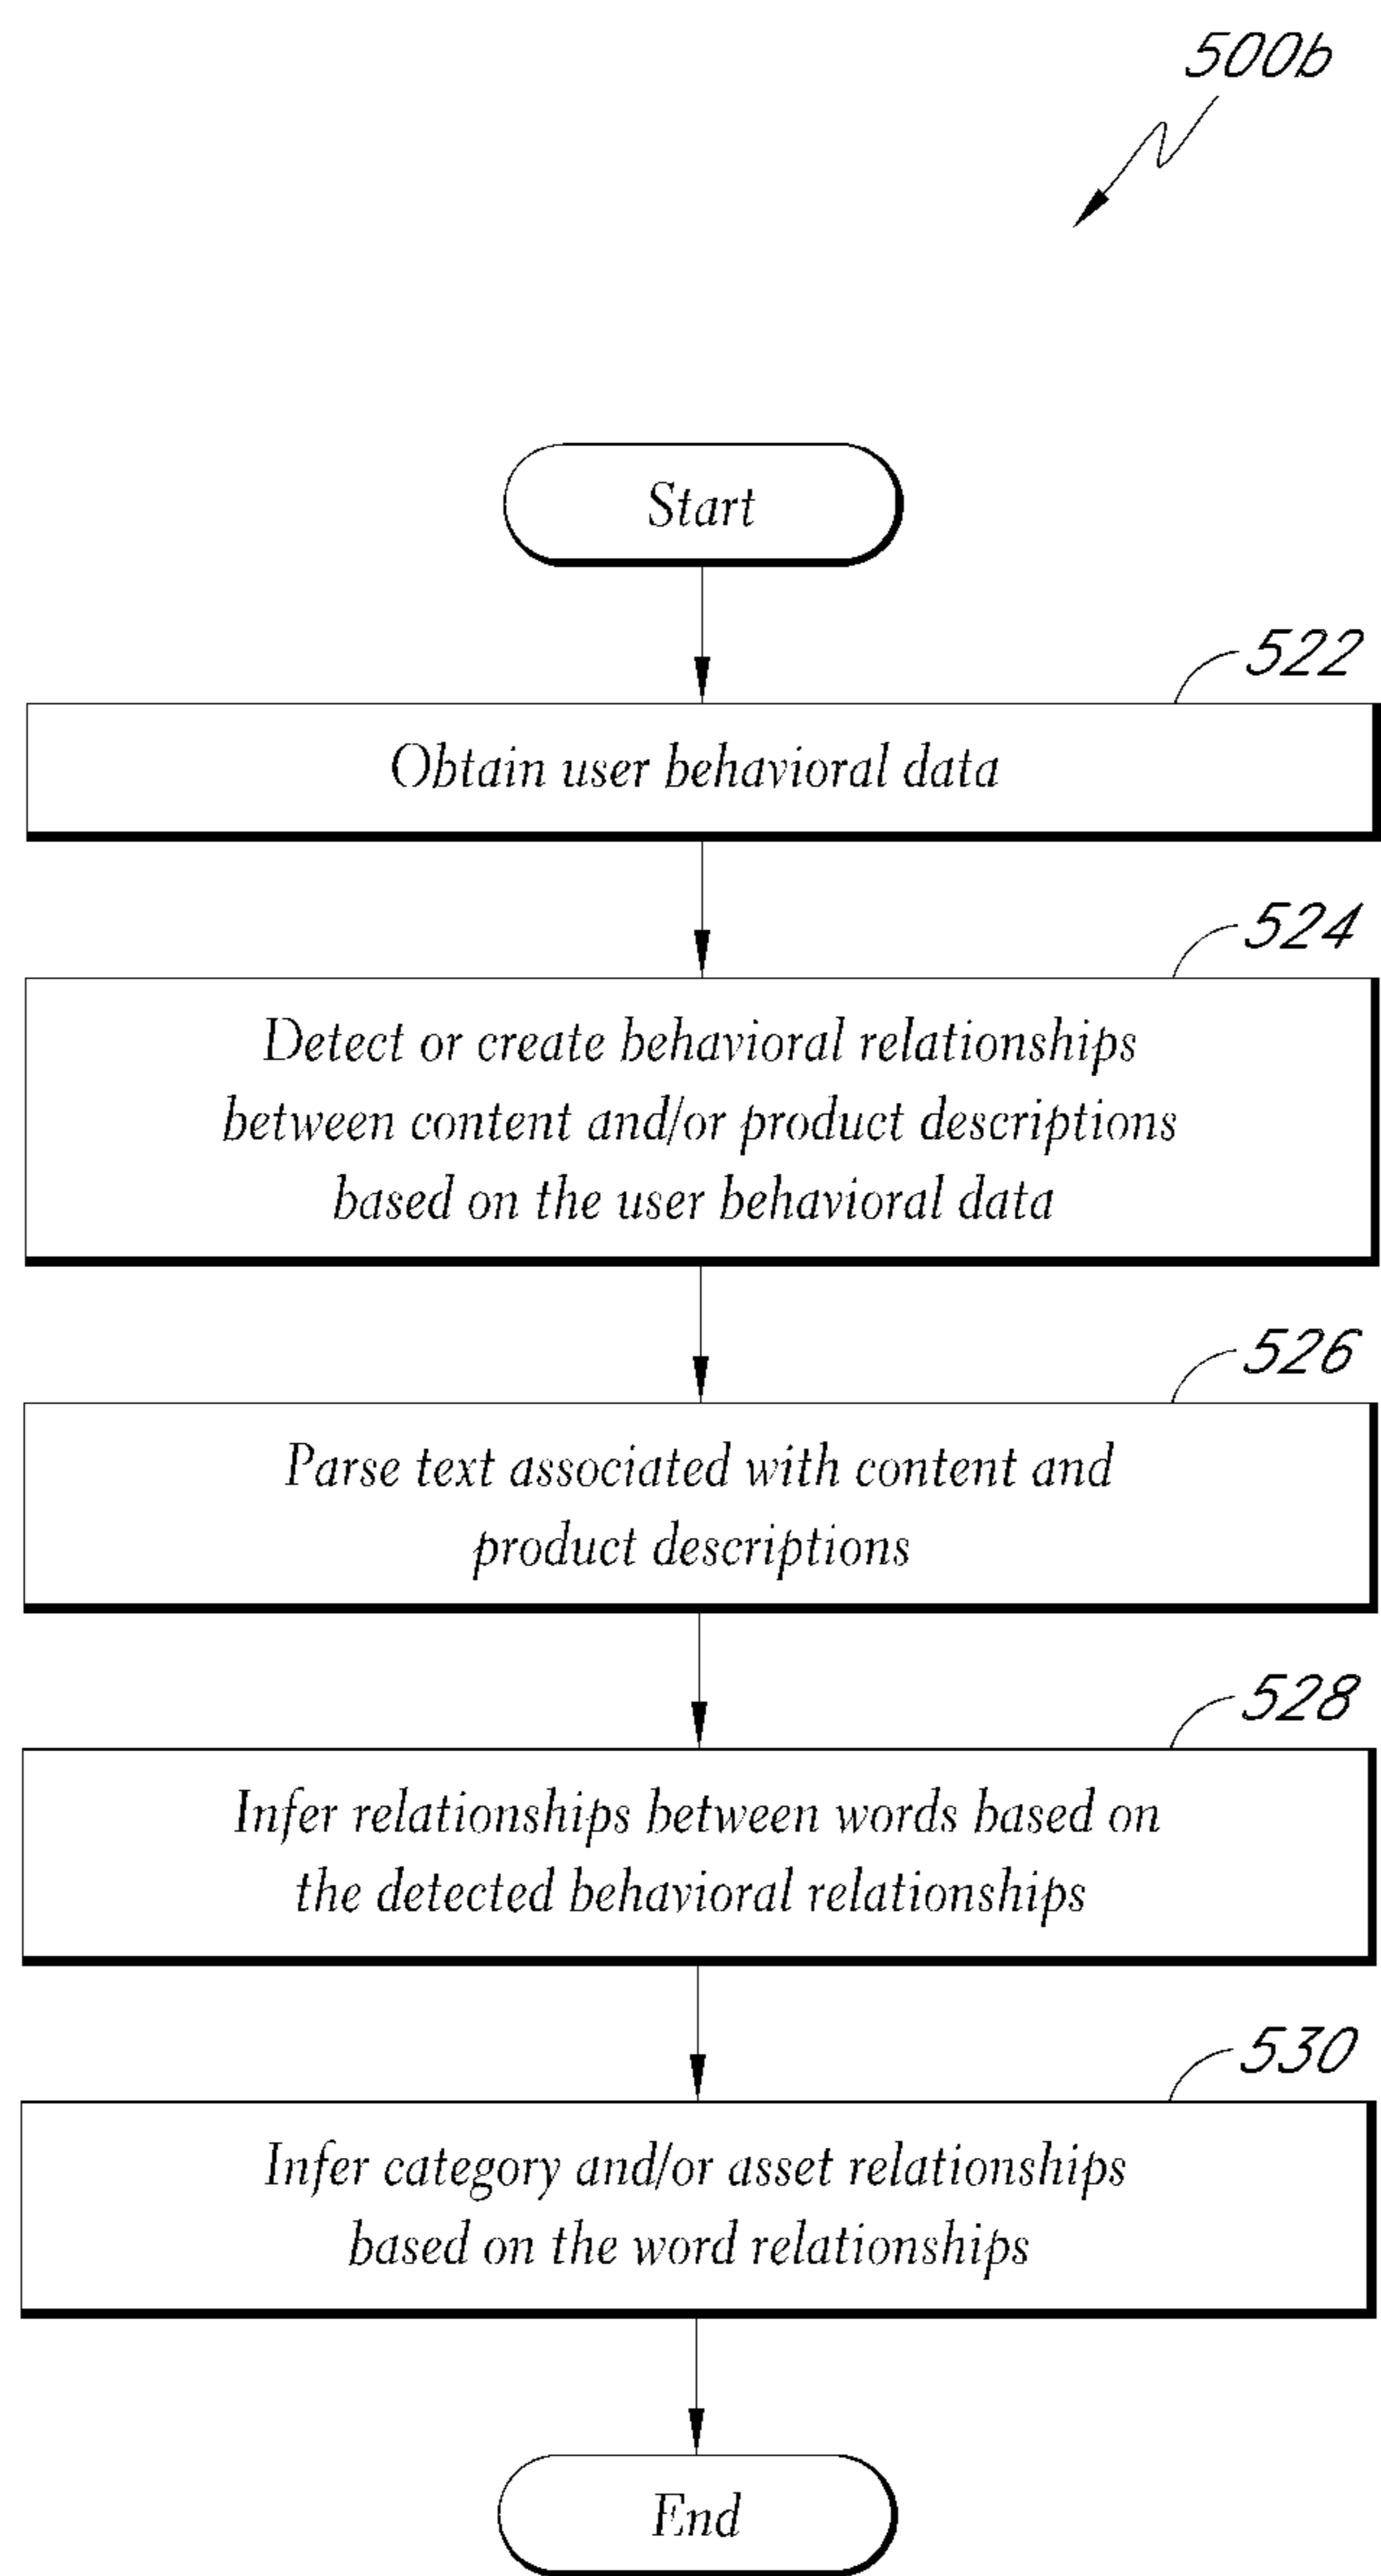 500b
Start
522
Obtain user behavioral data
524
Detect or create behavioral relationships
between content and/or product descriptions
based on the user behavioral data
526
Parse text associated with content and
product descriptions
528
Infer relationships between words based on
the detected behavioral relationships
530
Infer category and/or asset relationships
based on the word relationships
End